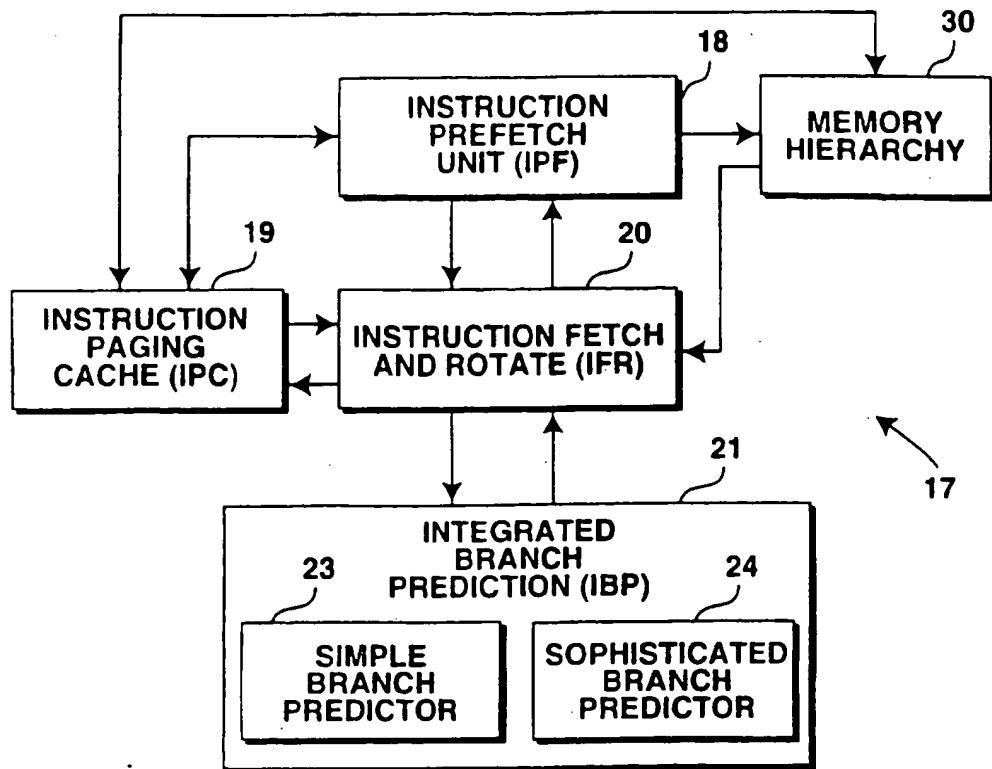 30
18
INSTRUCTION
PREFETCH
UNIT (IPF)
MEMORY
HIERARCHY
19
20
INSTRUCTION
PAGING
CACHE (IPC)
INSTRUCTION FETCH
AND ROTATE (IFR)
17
21
INTEGRATED
BRANCH
PREDICTION (IBP)
23
24
SIMPLE
BRANCH
PREDICTOR
SOPHISTICATED
BRANCH
PREDICTOR